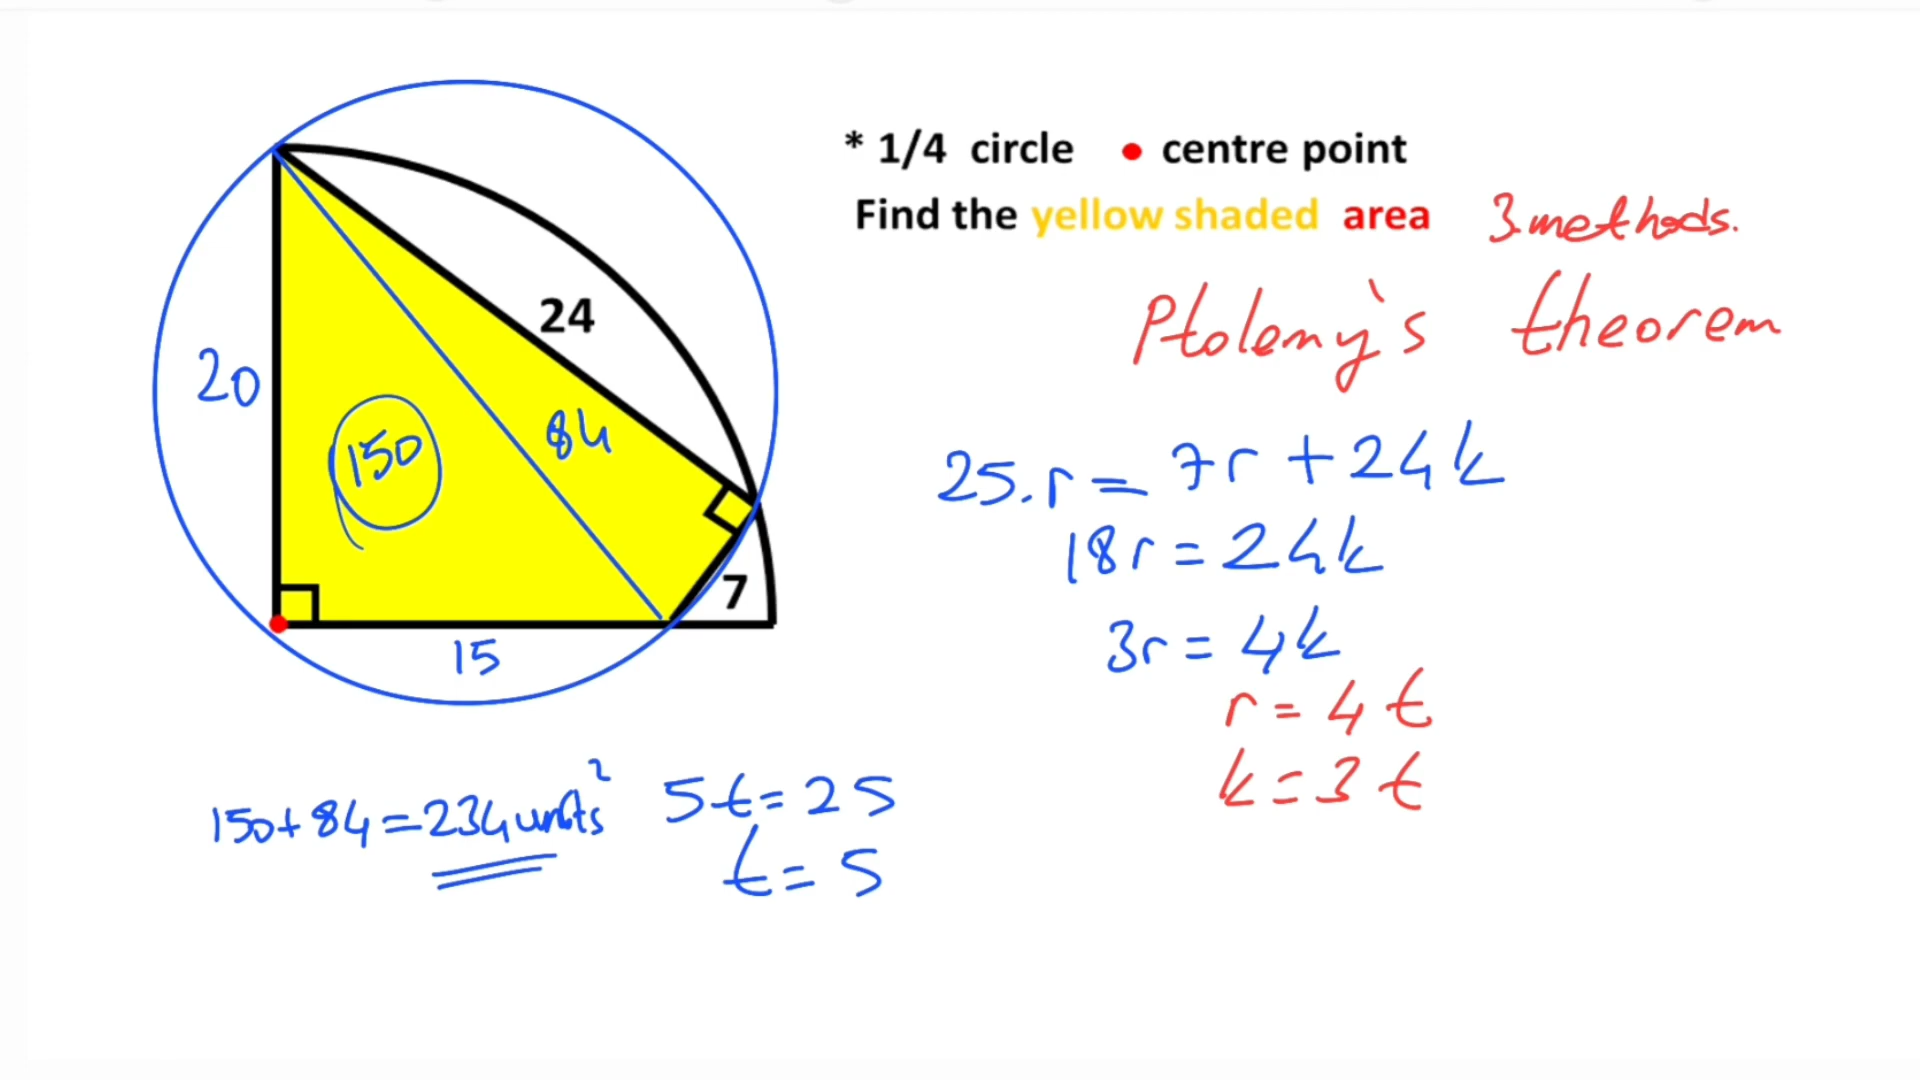 * 1/4 circle • centre point
Find the yellow shaded area 3 methods.
Ptolemy's theorem
24
20
150
84
7
15
25.r = 7r + 24k
18r = 24k
3r = 4k
r = 4t
k = 3t
150 + 84 = 234 units²
5t = 25
t = 5